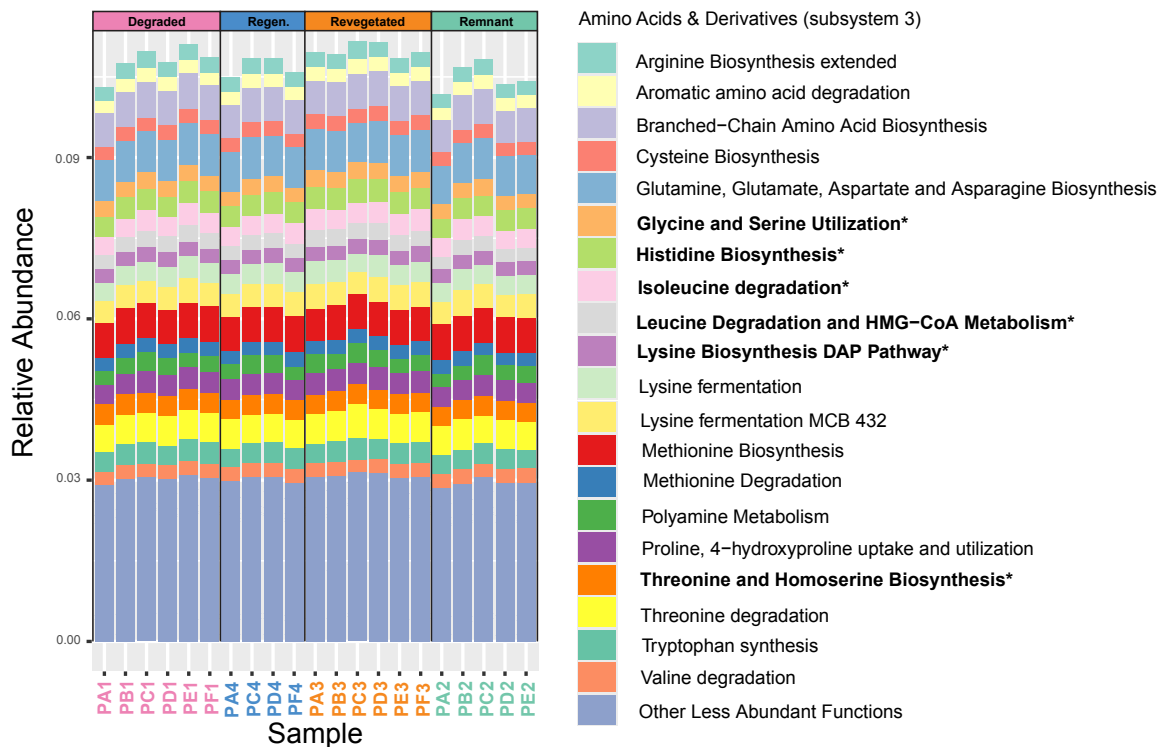 Degraded
Regen.
Revegetated
Remnant
Relative Abundance
0.09
0.06
0.03
0.00
PA1
PB1
PC1
PD1
PE1
PF1
PA4
PC4
PD4
PF4
PA3
PB3
PC3
PD3
PE3
PF3
PA2
PB2
PC2
PD2
PE2
Sample
Amino Acids & Derivatives (subsystem 3)
Arginine Biosynthesis extended
Aromatic amino acid degradation
Branched−Chain Amino Acid Biosynthesis
Cysteine Biosynthesis
Glutamine, Glutamate, Aspartate and Asparagine Biosynthesis
Glycine and Serine Utilization*
Histidine Biosynthesis*
Isoleucine degradation*
Leucine Degradation and HMG−CoA Metabolism*
Lysine Biosynthesis DAP Pathway*
Lysine fermentation
Lysine fermentation MCB 432
Methionine Biosynthesis
Methionine Degradation
Polyamine Metabolism
Proline, 4−hydroxyproline uptake and utilization
Threonine and Homoserine Biosynthesis*
Threonine degradation
Tryptophan synthesis
Valine degradation
Other Less Abundant Functions